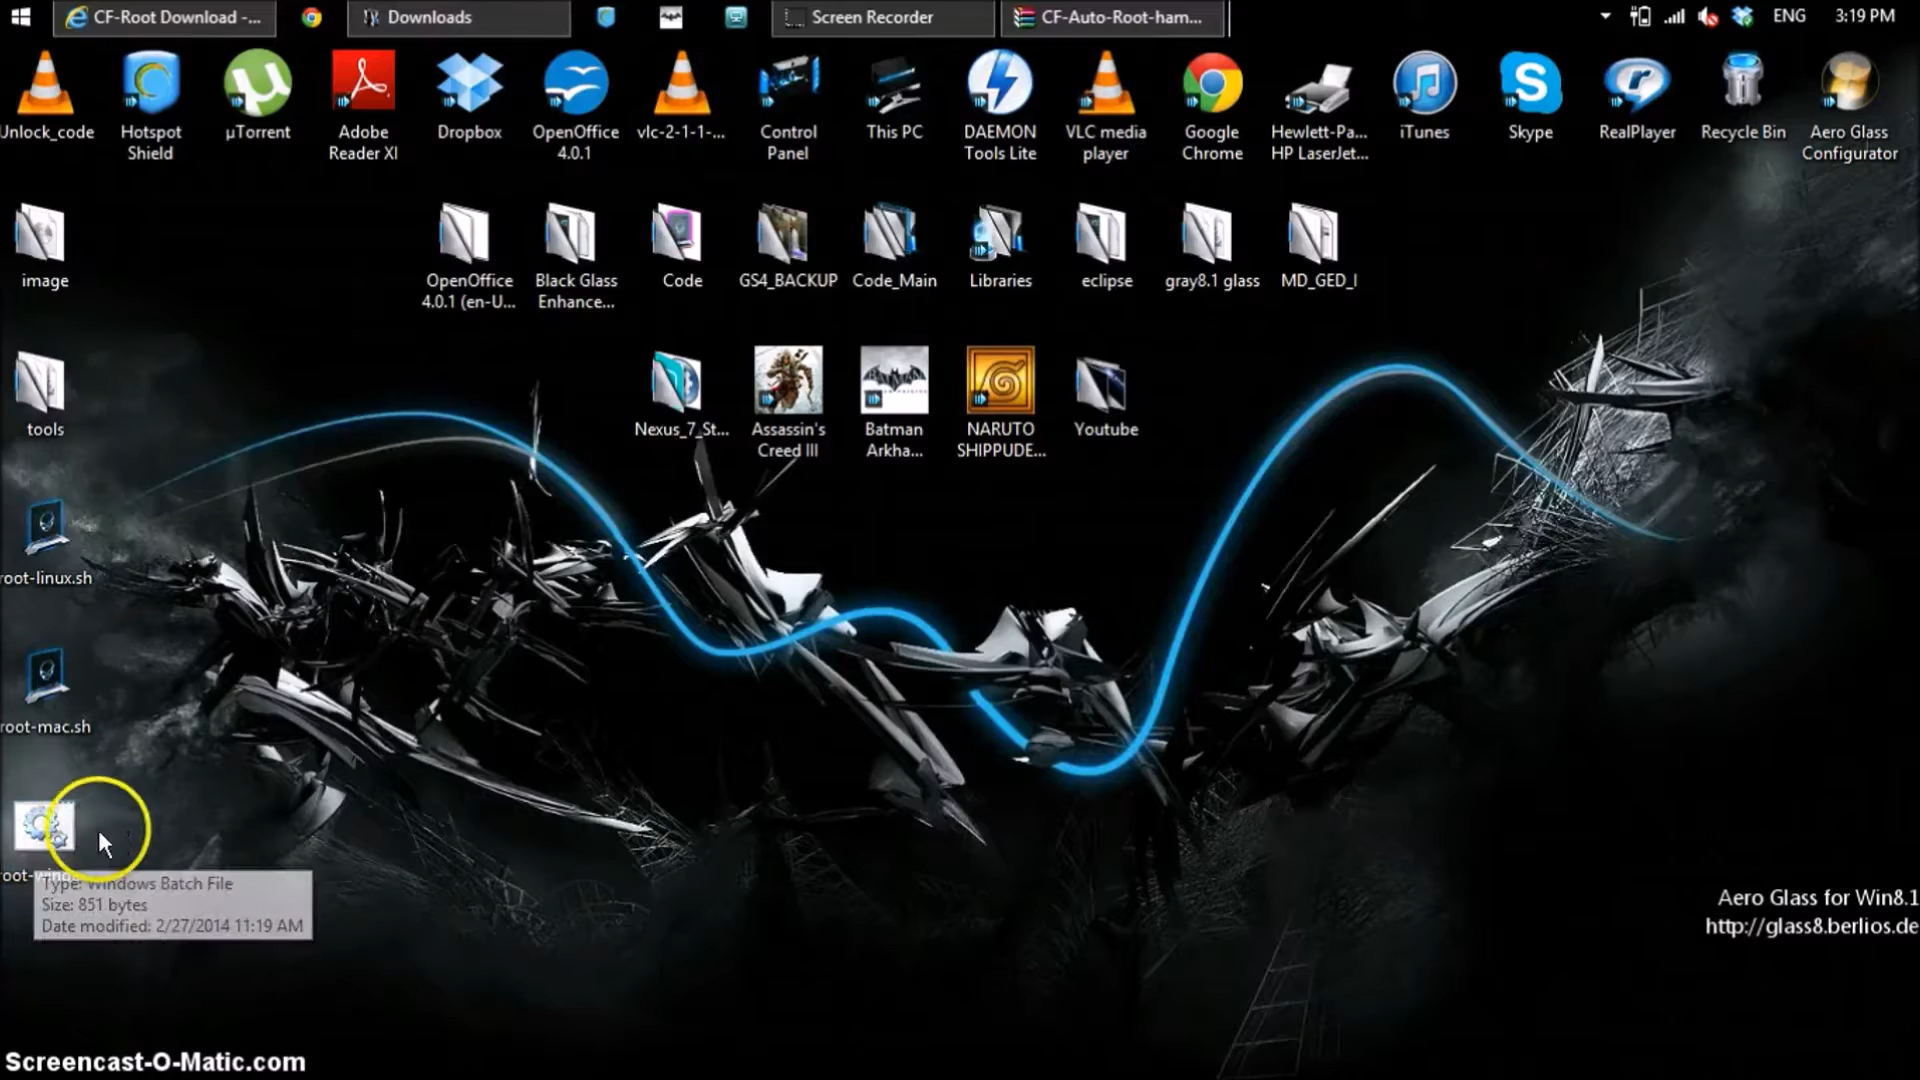 CF-Root Download -...
Downloads
Screen Recorder
CF-Auto-Root-ham...
ENG
3:19 PM
Unlock_code
Hotspot
Shield
µTorrent
Adobe
Reader XI
Dropbox
OpenOffice
4.0.1
vlc-2-1-1-...
Control
Panel
This PC
DAEMON
Tools Lite
VLC media
player
Google
Chrome
Hewlett-Pa...
HP LaserJet...
iTunes
Skype
RealPlayer
Recycle Bin
Aero Glass
Configurator
image
OpenOffice
4.0.1 (en-U...
Black Glass
Enhance...
Code
GS4_BACKUP
Code_Main
Libraries
eclipse
gray8.1 glass
MD_GED_I
tools
Nexus_7_St...
Assassin's
Creed III
Batman
Arkha...
NARUTO
SHIPPUDE...
Youtube
root-linux.sh
root-mac.sh
Type: Windows Batch File
Size: 851 bytes
Date modified: 2/27/2014 11:19 AM
Aero Glass for Win8.1
http://glass8.berlios.de
Screencast-O-Matic.com